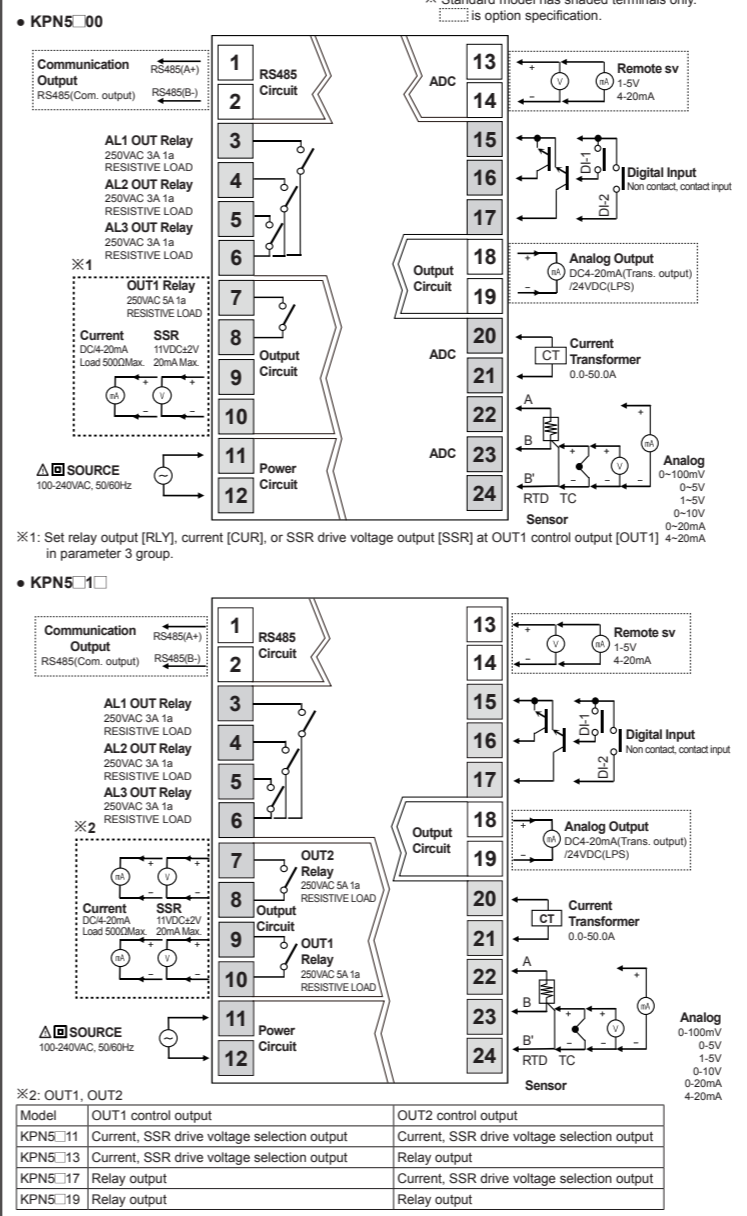 ※ Standard model has shaded terminals only.
is option specification.
● KPN5□00
Communication
Output
RS485(Com. output)
RS485(A+)
RS485(B-)
1
2
RS485
Circuit
AL1 OUT Relay
250VAC 3A 1a
RESISTIVE LOAD
AL2 OUT Relay
250VAC 3A 1a
RESISTIVE LOAD
AL3 OUT Relay
250VAC 3A 1a
RESISTIVE LOAD
3
4
5
6
※1
OUT1 Relay
250VAC 5A 1a
RESISTIVE LOAD
Current
DC/4-20mA
Load 500ΩMax.
SSR
11VDC±2V
20mA Max.
mA
+
−
V
+
−
7
8
9
10
Output
Circuit
SOURCE
100-240VAC, 50/60Hz
11
12
Power
Circuit
ADC
13
14
+
−
V
mA
Remote sv
1-5V
4-20mA
15
16
17
DI-1
DI-2
Digital Input
Non contact, contact input
Output
Circuit
18
19
+
−
mA
Analog Output
DC4-20mA(Trans. output)
/24VDC(LPS)
ADC
20
21
CT
Current
Transformer
0.0-50.0A
22
ADC
23
24
A
B
B'
RTD TC
Sensor
+
−
+
−
V
+
−
mA
Analog
0~100mV
0~5V
1~5V
0~10V
0~20mA
4~20mA
※1: Set relay output [RLY], current [CUR], or SSR drive voltage output [SSR] at OUT1 control output [OUT1]
in parameter 3 group.
● KPN5□1□
Communication
Output
RS485(Com. output)
RS485(A+)
RS485(B-)
1
2
RS485
Circuit
AL1 OUT Relay
250VAC 3A 1a
RESISTIVE LOAD
AL2 OUT Relay
250VAC 3A 1a
RESISTIVE LOAD
AL3 OUT Relay
250VAC 3A 1a
RESISTIVE LOAD
3
4
5
6
※2
mA
+
−
V
+
−
Current
DC/4-20mA
Load 500ΩMax.
SSR
11VDC±2V
20mA Max.
mA
+
−
V
+
−
7
8
9
10
OUT2
Relay
250VAC 5A 1a
RESISTIVE LOAD
Output
Circuit
OUT1
Relay
250VAC 5A 1a
RESISTIVE LOAD
SOURCE
100-240VAC, 50/60Hz
11
12
Power
Circuit
13
14
+
−
V
mA
Remote sv
1-5V
4-20mA
15
16
17
DI-1
DI-2
Digital Input
Non contact, contact input
Output
Circuit
18
19
+
−
mA
Analog Output
DC4-20mA(Trans. output)
/24VDC(LPS)
20
21
CT
Current
Transformer
0.0-50.0A
22
23
24
A
B
B'
RTD TC
Sensor
+
−
+
−
V
+
−
mA
Analog
0-100mV
0-5V
1-5V
0-10V
0-20mA
4-20mA
※2: OUT1, OUT2
Model OUT1 control output OUT2 control output
KPN5□11 Current, SSR drive voltage selection output Current, SSR drive voltage selection output
KPN5□13 Current, SSR drive voltage selection output Relay output
KPN5□17 Relay output Current, SSR drive voltage selection output
KPN5□19 Relay output Relay output